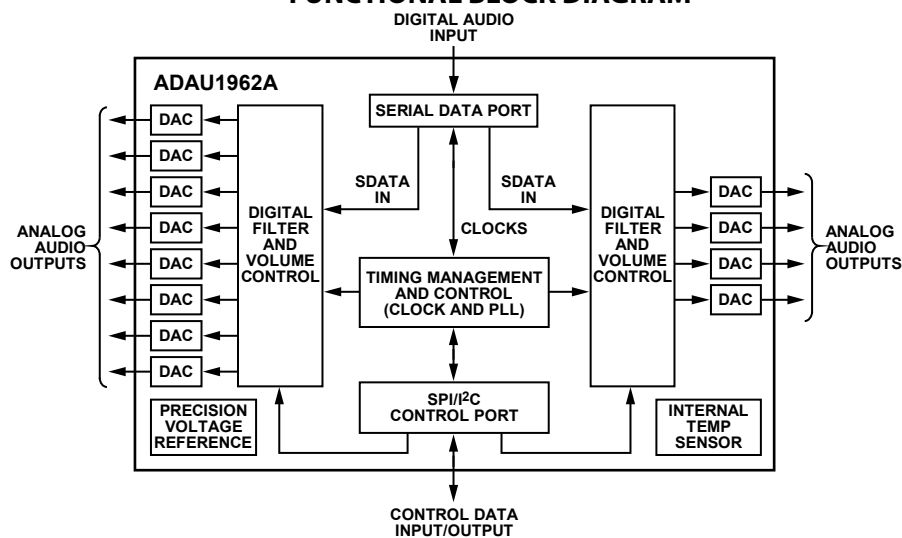 FUNCTIONAL BLOCK DIAGRAM
DIGITAL AUDIO
INPUT
ADAU1962A
SERIAL DATA PORT
DAC
DAC
DAC
DAC
DAC
DAC
DAC
DAC
ANALOG
AUDIO
OUTPUTS
DIGITAL
FILTER
AND
VOLUME
CONTROL
SDATA
IN
SDATA
IN
CLOCKS
TIMING MANAGEMENT
AND CONTROL
(CLOCK AND PLL)
DIGITAL
FILTER
AND
VOLUME
CONTROL
DAC
DAC
DAC
DAC
ANALOG
AUDIO
OUTPUTS
PRECISION
VOLTAGE
REFERENCE
SPI/I2C
CONTROL PORT
INTERNAL
TEMP
SENSOR
CONTROL DATA
INPUT/OUTPUT